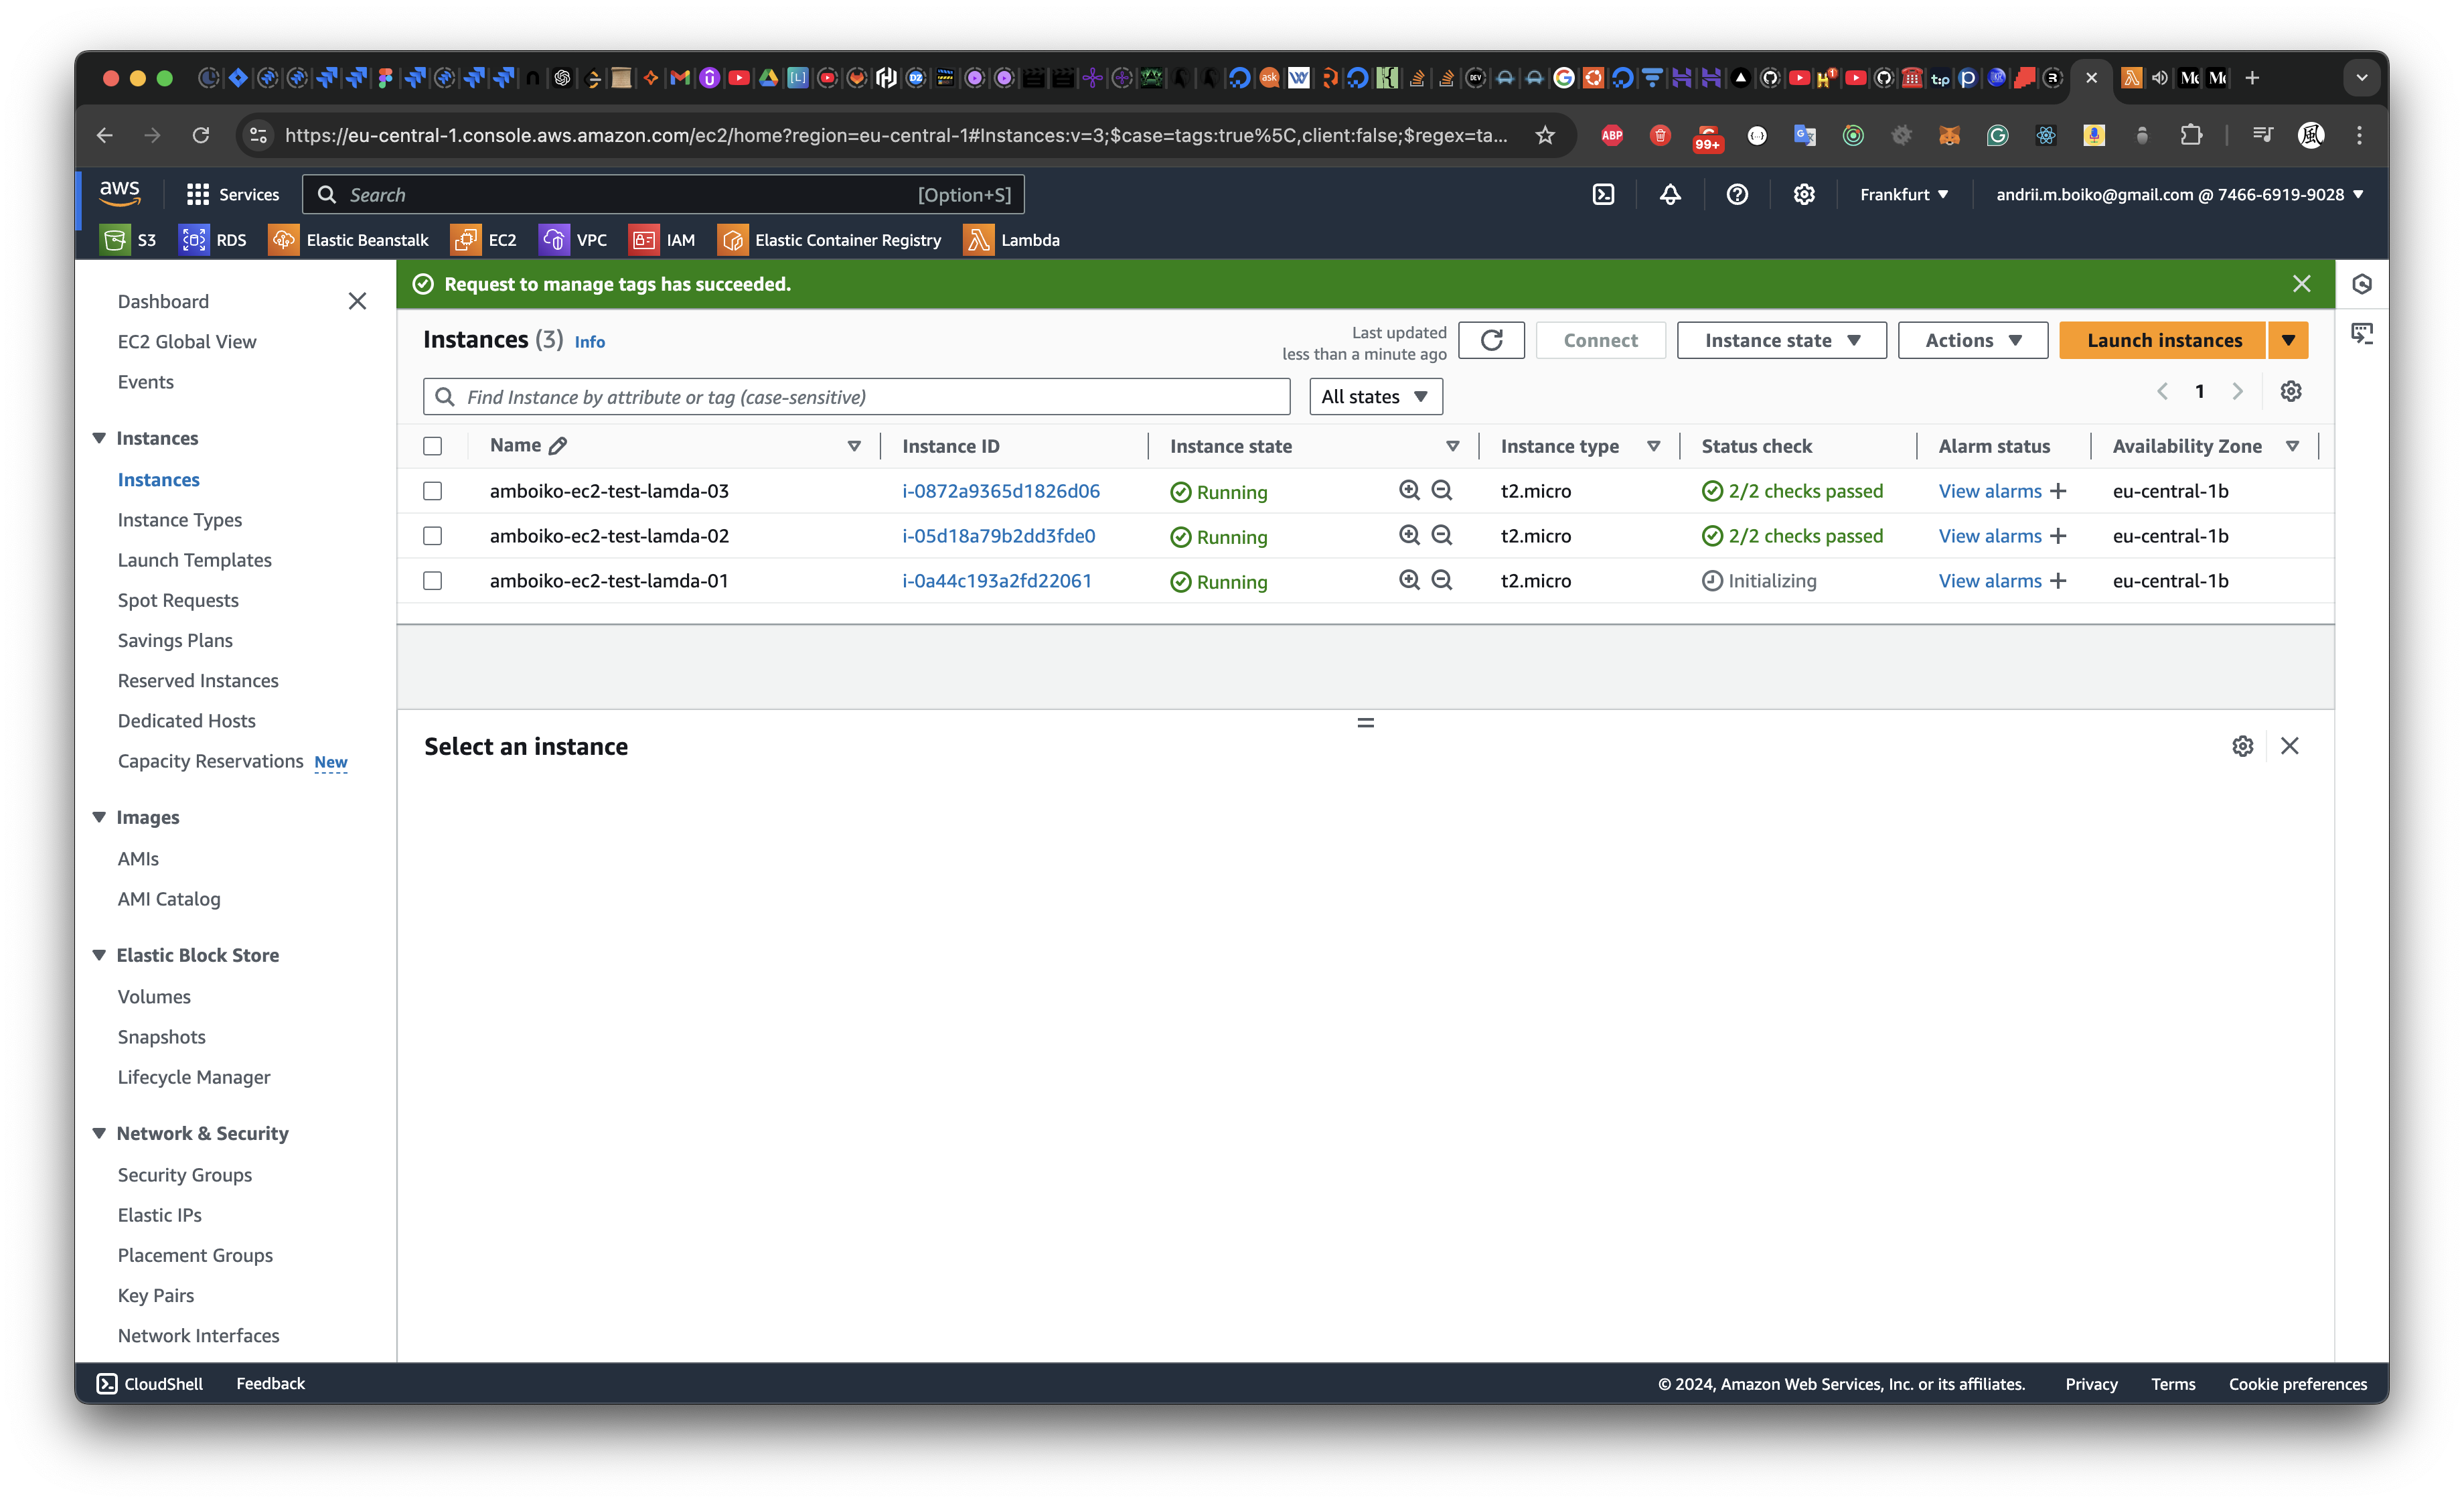 https://eu-central-1.console.aws.amazon.com/ec2/home?region=eu-central-1#Instances:v=3;$case=tags:true%5C,client:false;$regex=ta...
ABP
99+
aws
Services
Search
[Option+S]
Frankfurt
andrii.m.boiko@gmail.com @ 7466-6919-9028
S3
RDS
Elastic Beanstalk
EC2
VPC
IAM
Elastic Container Registry
Lambda
Dashboard
EC2 Global View
Events
Instances
Instances
Instance Types
Launch Templates
Spot Requests
Savings Plans
Reserved Instances
Dedicated Hosts
Capacity Reservations New
Images
AMIs
AMI Catalog
Elastic Block Store
Volumes
Snapshots
Lifecycle Manager
Network & Security
Security Groups
Elastic IPs
Placement Groups
Key Pairs
Network Interfaces
Request to manage tags has succeeded.
Instances (3) Info
Last updated
less than a minute ago
Connect
Instance state
Actions
Launch instances
Find Instance by attribute or tag (case-sensitive)
All states
1
Name Instance ID Instance state Instance type Status check Alarm status Availability Zone
amboiko-ec2-test-lamda-03 i-0872a9365d1826d06 Running t2.micro 2/2 checks passed View alarms + eu-central-1b
amboiko-ec2-test-lamda-02 i-05d18a79b2dd3fde0 Running t2.micro 2/2 checks passed View alarms + eu-central-1b
amboiko-ec2-test-lamda-01 i-0a44c193a2fd22061 Running t2.micro Initializing View alarms + eu-central-1b
Select an instance
CloudShell
Feedback
© 2024, Amazon Web Services, Inc. or its affiliates.
Privacy
Terms
Cookie preferences